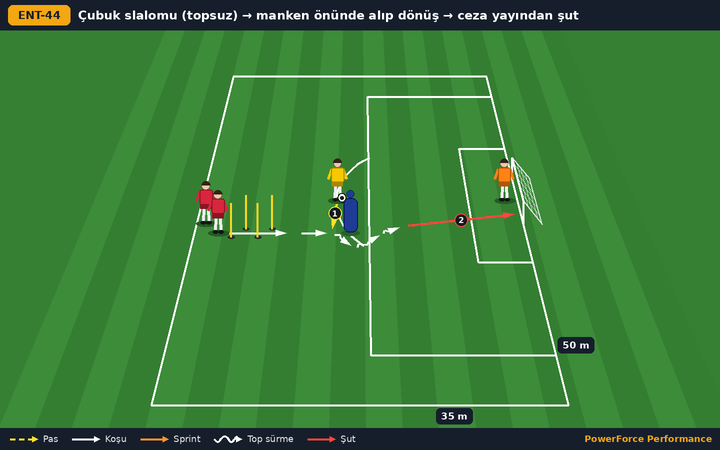 ENT-44 Çubuk slalomu (topsuz) → manken önünde alıp dönüş → ceza yayından şut
1
2
50 m
35 m
Pas Koşu Sprint Top sürme Şut PowerForce Performance